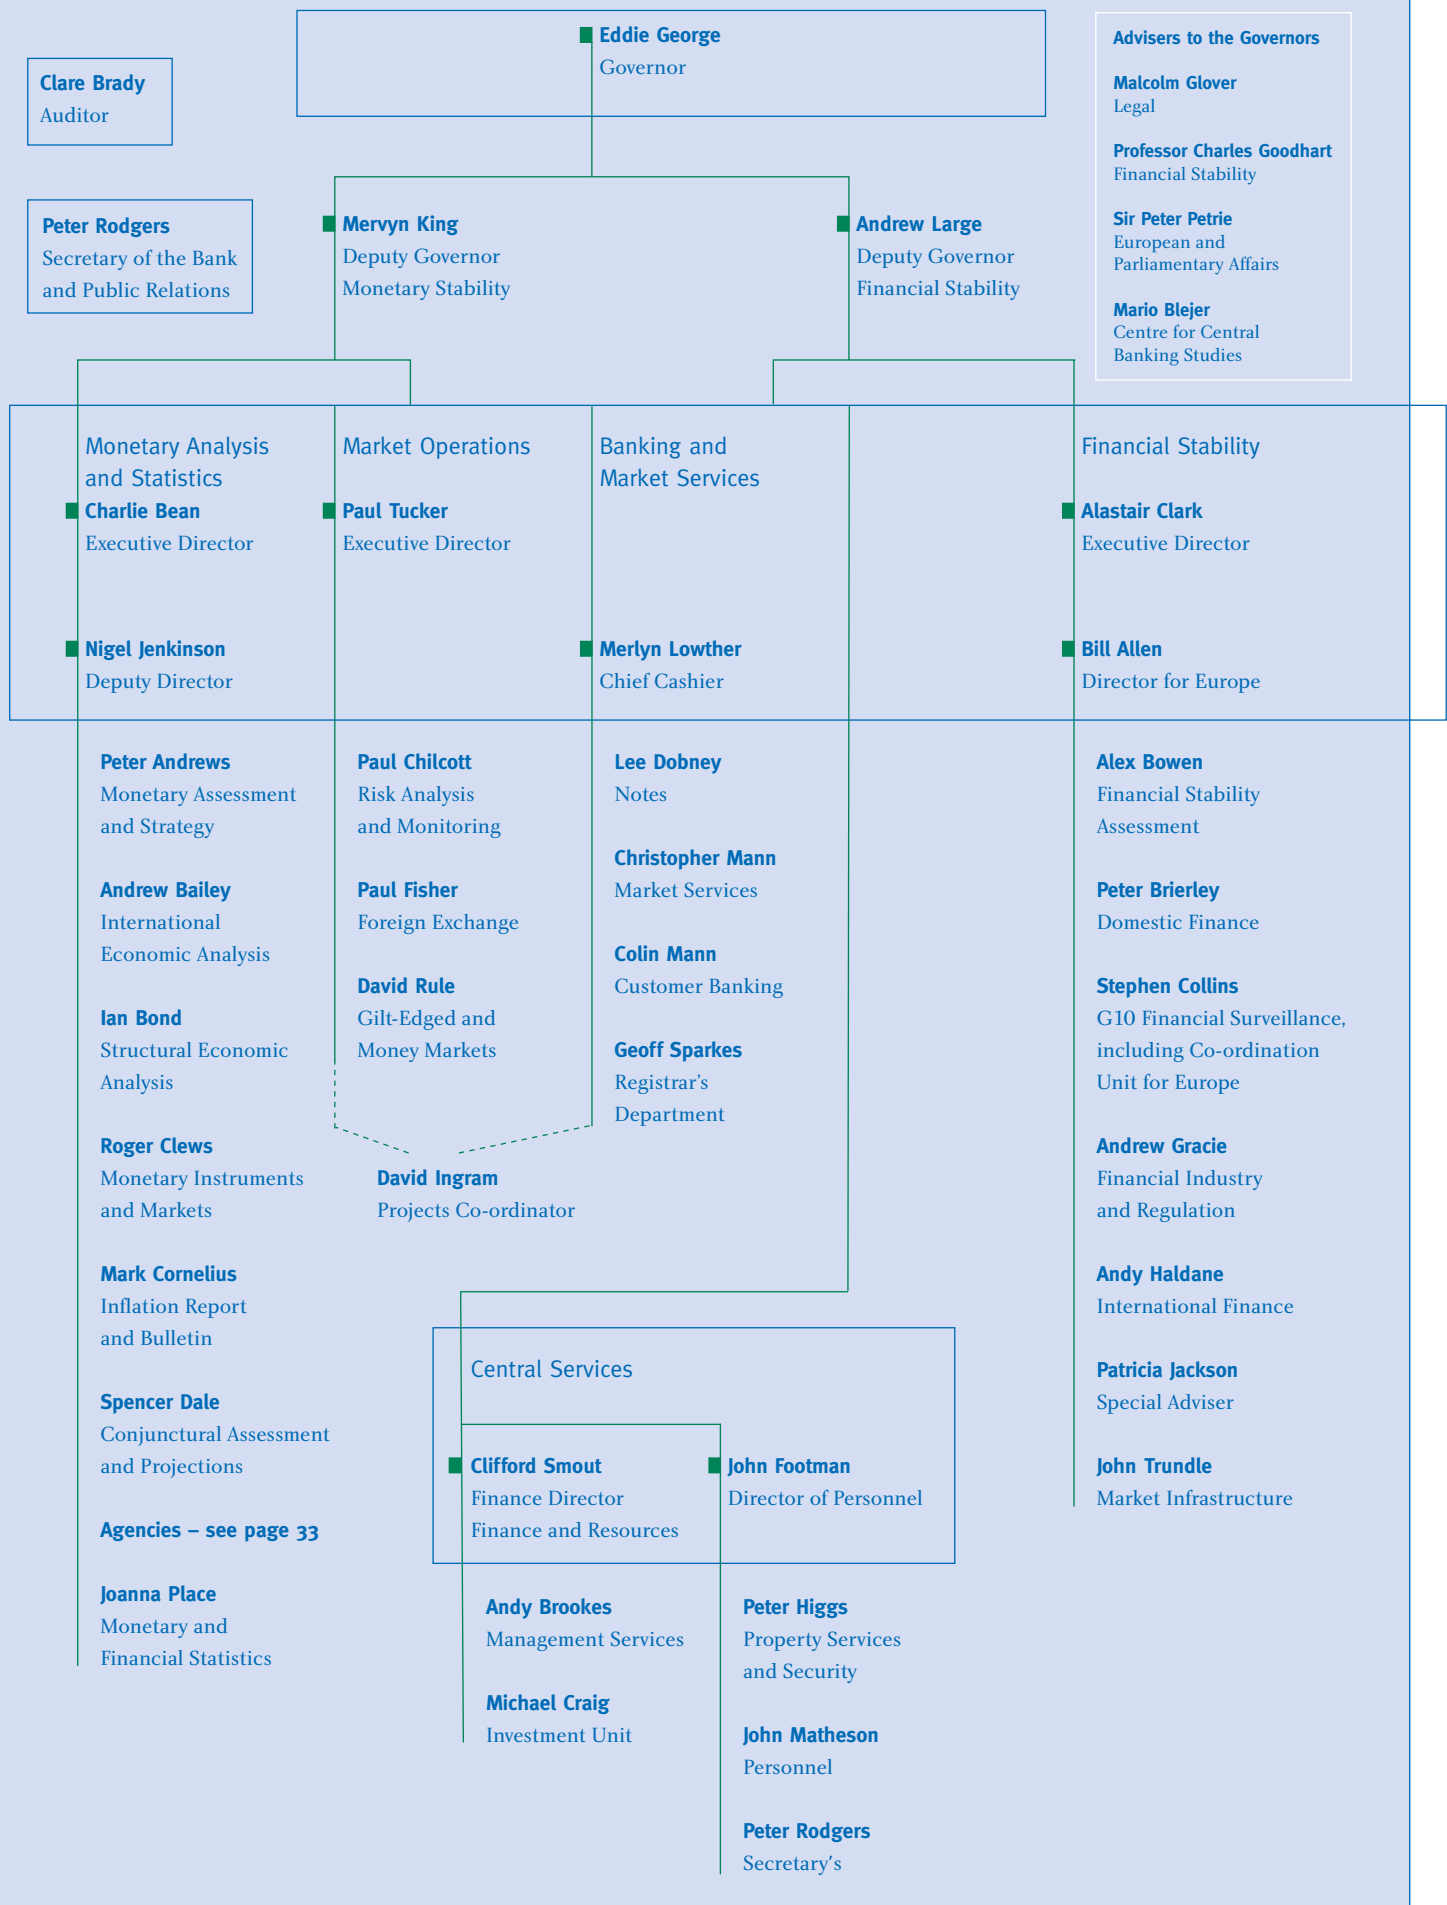 Eddie George
Governor
Clare Brady
Auditor
Advisers to the Governors
Malcolm Glover
Legal
Professor Charles Goodhart
Financial Stability
Sir Peter Petrie
European and
Parliamentary Affairs
Mario Blejer
Centre for Central
Banking Studies
Peter Rodgers
Secretary of the Bank
and Public Relations
Mervyn King
Deputy Governor
Monetary Stability
Andrew Large
Deputy Governor
Financial Stability
Monetary Analysis
and Statistics
Charlie Bean
Executive Director
Nigel Jenkinson
Deputy Director
Market Operations
Paul Tucker
Executive Director
Banking and
Market Services
Merlyn Lowther
Chief Cashier
Financial Stability
Alastair Clark
Executive Director
Bill Allen
Director for Europe
Peter Andrews
Monetary Assessment
and Strategy
Andrew Bailey
International
Economic Analysis
Ian Bond
Structural Economic
Analysis
Roger Clews
Monetary Instruments
and Markets
Mark Cornelius
Inflation Report
and Bulletin
Spencer Dale
Conjunctural Assessment
and Projections
Agencies – see page 33
Joanna Place
Monetary and
Financial Statistics
Paul Chilcott
Risk Analysis
and Monitoring
Paul Fisher
Foreign Exchange
David Rule
Gilt-Edged and
Money Markets
David Ingram
Projects Co-ordinator
Lee Dobney
Notes
Christopher Mann
Market Services
Colin Mann
Customer Banking
Geoff Sparkes
Registrar's
Department
Alex Bowen
Financial Stability
Assessment
Peter Brierley
Domestic Finance
Stephen Collins
G10 Financial Surveillance,
including Co-ordination
Unit for Europe
Andrew Gracie
Financial Industry
and Regulation
Andy Haldane
International Finance
Patricia Jackson
Special Adviser
John Trundle
Market Infrastructure
Central Services
Clifford Smout
Finance Director
Finance and Resources
John Footman
Director of Personnel
Andy Brookes
Management Services
Michael Craig
Investment Unit
Peter Higgs
Property Services
and Security
John Matheson
Personnel
Peter Rodgers
Secretary's